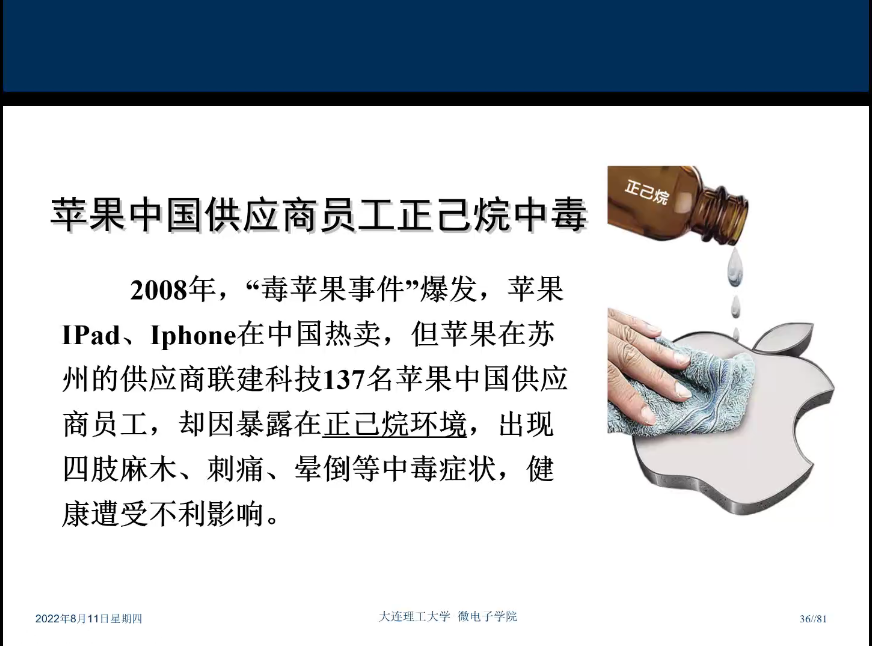 苹果中国供应商员工正己烷中毒
正己烷
2008年，“毒苹果事件”爆发，苹果
IPad、Iphone在中国热卖，但苹果在苏
州的供应商联建科技137名苹果中国供应
商员工，却因暴露在正己烷环境，出现
四肢麻木、刺痛、晕倒等中毒症状，健
康遭受不利影响。
2022年8月11日星期四
大连理工大学 微电子学院
36//81